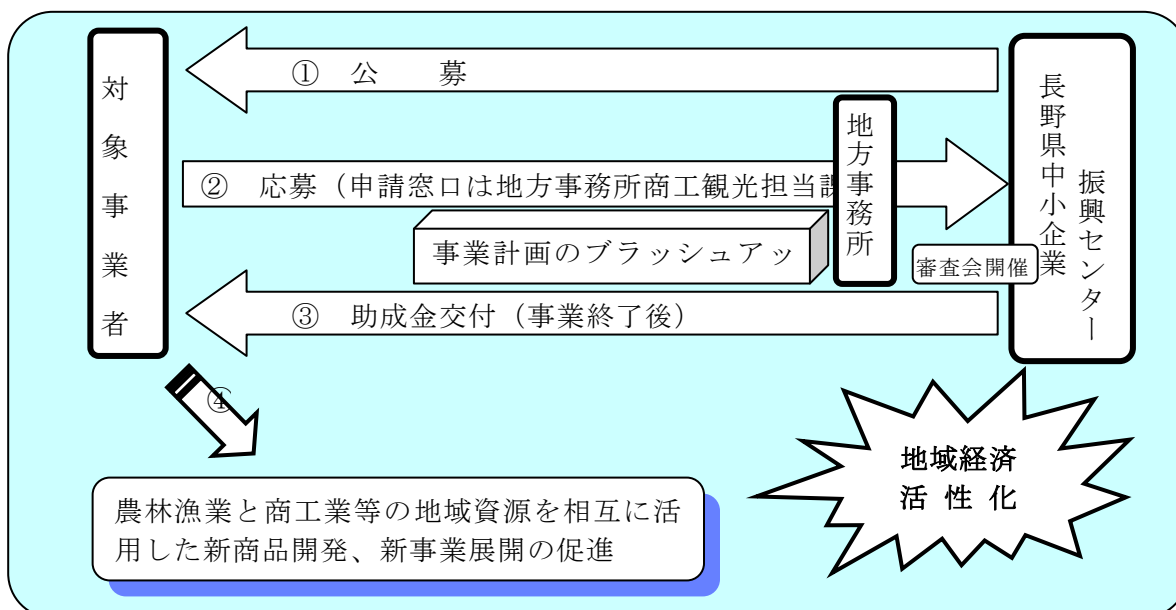 対象事業者
① 公 募
② 応募（申請窓口は地方事務所商工観光担当課
地方事務所
長野県中小企業
振興センター
事業計画のブラッシュアッ
審査会開催
③ 助成金交付（事業終了後）
④
地域経済
活 性 化
農林漁業と商工業等の地域資源を相互に活
用した新商品開発、新事業展開の促進